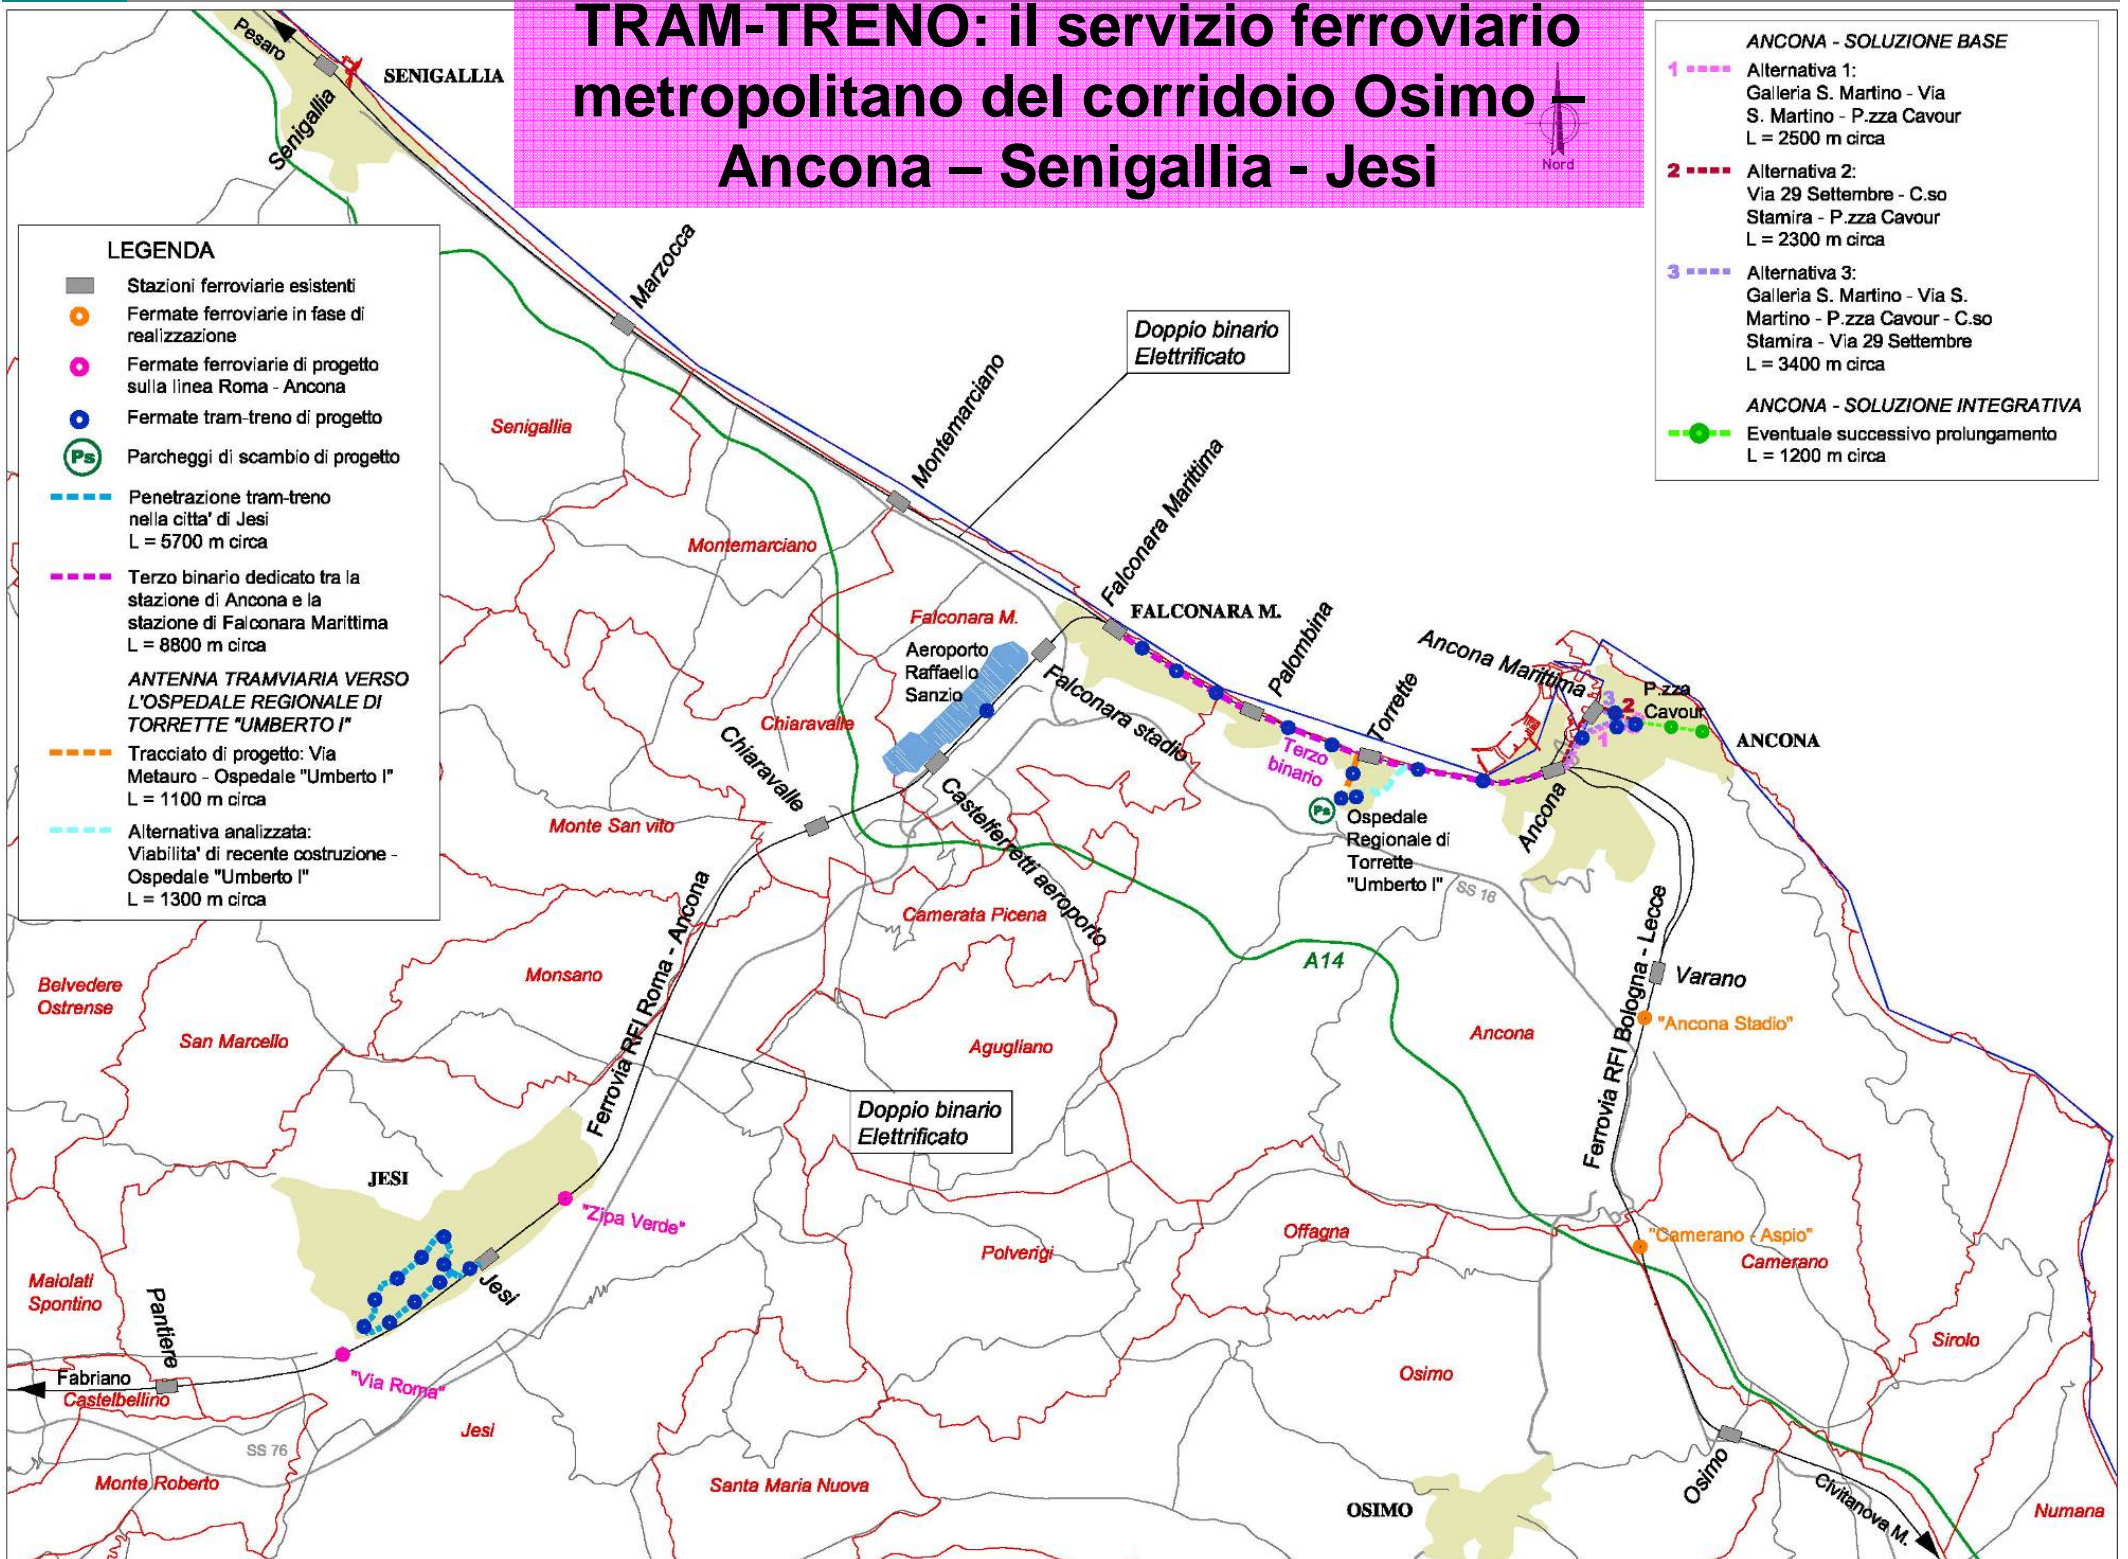 TRAM-TRENO: il servizio ferroviario
metropolitano del corridoio Osimo –
Ancona – Senigallia - Jesi
Nord
ANCONA - SOLUZIONE BASE
1
Alternativa 1:
Galleria S. Martino - Via
S. Martino - P.zza Cavour
L = 2500 m circa
2
Alternativa 2:
Via 29 Settembre - C.so
Stamira - P.zza Cavour
L = 2300 m circa
3
Alternativa 3:
Galleria S. Martino - Via S.
Martino - P.zza Cavour - C.so
Stamira - Via 29 Settembre
L = 3400 m circa
ANCONA - SOLUZIONE INTEGRATIVA
Eventuale successivo prolungamento
L = 1200 m circa
LEGENDA
Stazioni ferroviarie esistenti
Fermate ferroviarie in fase di
realizzazione
Fermate ferroviarie di progetto
sulla linea Roma - Ancona
Fermate tram-treno di progetto
Ps
Parcheggi di scambio di progetto
Penetrazione tram-treno
nella citta' di Jesi
L = 5700 m circa
Terzo binario dedicato tra la
stazione di Ancona e la
stazione di Falconara Marittima
L = 8800 m circa
ANTENNA TRAMVIARIA VERSO
L'OSPEDALE REGIONALE DI
TORRETTE "UMBERTO I"
Tracciato di progetto: Via
Metauro - Ospedale "Umberto I"
L = 1100 m circa
Alternativa analizzata:
Viabilita' di recente costruzione -
Ospedale "Umberto I"
L = 1300 m circa
Pesaro
SENIGALLIA
Senigallia
Marzocca
Doppio binario
Elettrificato
Montemarciano
Senigallia
Montemarciano
Falconara Marittima
FALCONARA M.
Falconara M.
Aeroporto
Raffaello
Sanzio
Falconara stadio
Palombina
Torrette
Ancona Marittima
3
P.zza
2
Cavour
1
ANCONA
Terzo
binario
Chiaravalle
Chiaravalle
Castelferretti aeroporto
Ps
Ospedale
Regionale di
Torrette
"Umberto I"
Ancona
SS 16
Monte San vito
Camerata Picena
Ferrovia RFI Roma - Ancona
Ferrovia RFI Bologna - Lecce
A14
Varano
"Ancona Stadio"
Belvedere
Ostrense
San Marcello
Monsano
Agugliano
Ancona
Doppio binario
Elettrificato
JESI
"Zipa Verde"
Jesi
Polverigi
Offagna
"Camerano - Aspio"
Camerano
Maiolati
Spontino
Pantiere
Fabriano
Castelbellino
"Via Roma"
Jesi
SS 76
Monte Roberto
Santa Maria Nuova
Osimo
Sirolo
OSIMO
Osimo
Civitanova M.
Numana